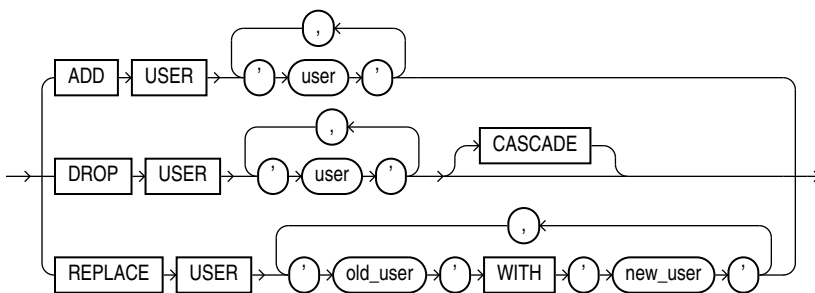 ,
ADD USER ' user '
,
DROP USER ' user ' CASCADE
,
REPLACE USER ' old_user ' WITH ' new_user '